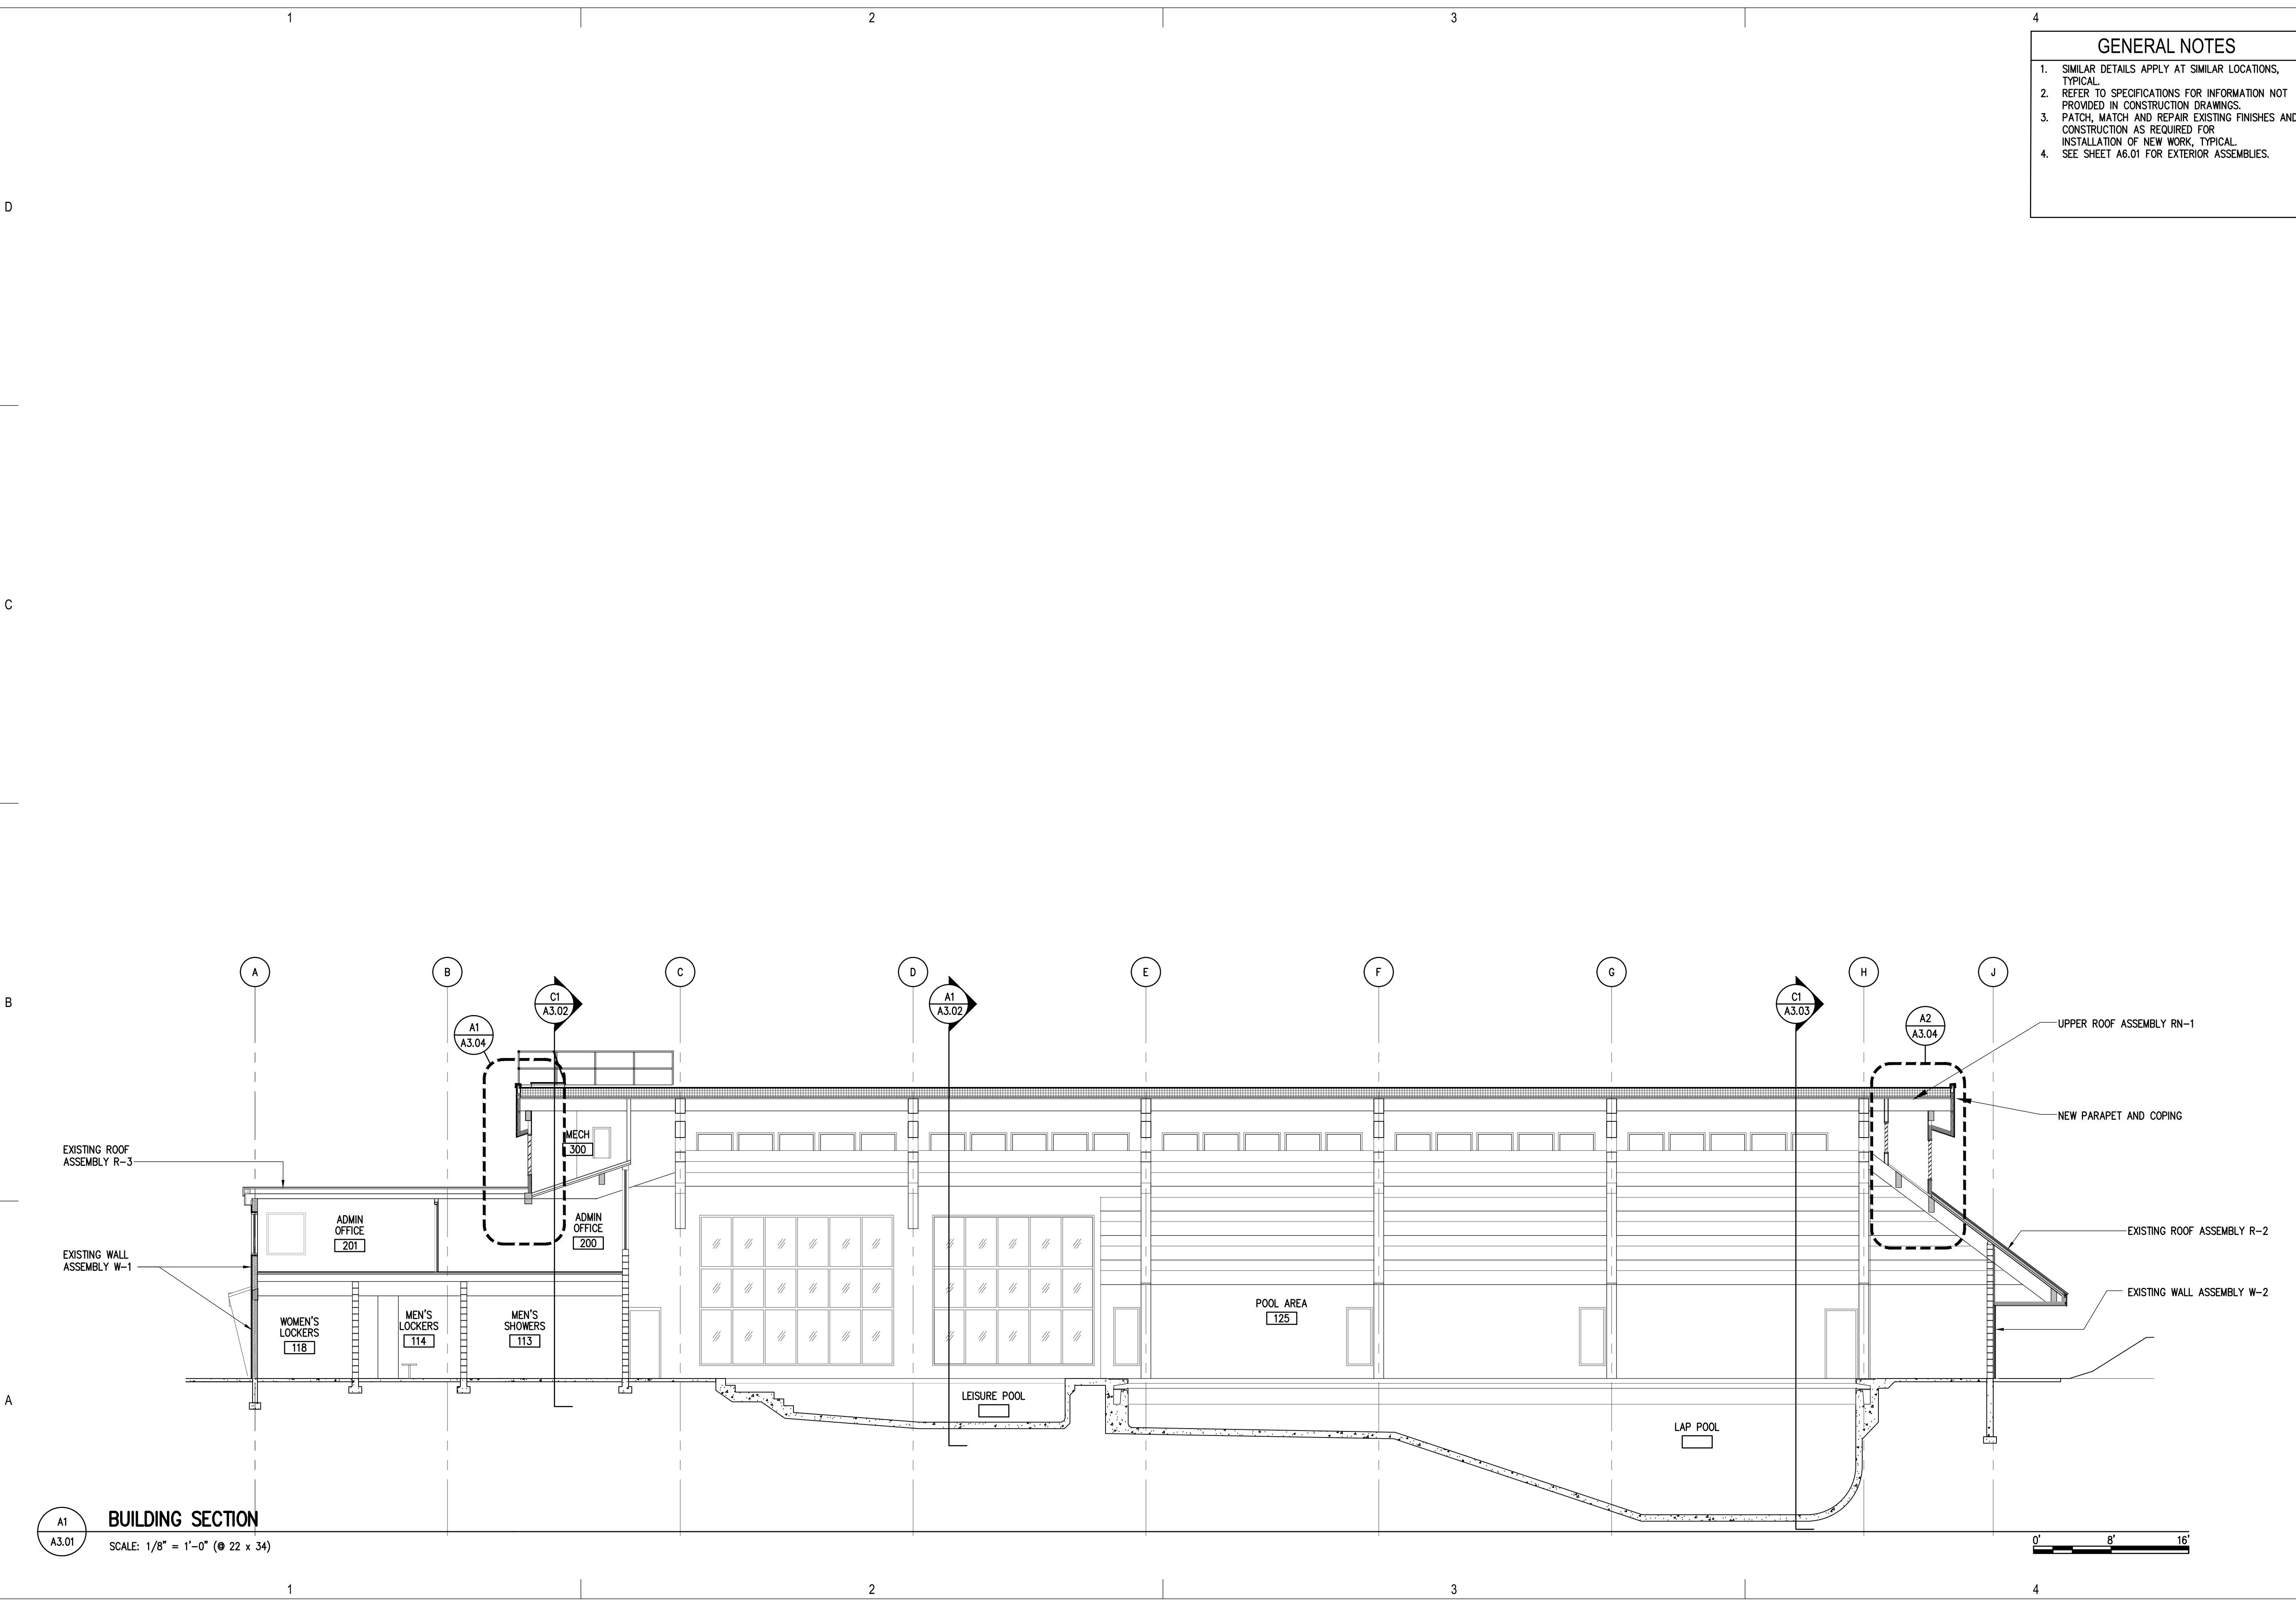 1
2
3
4
GENERAL NOTES
1. SIMILAR DETAILS APPLY AT SIMILAR LOCATIONS,
TYPICAL.
2. REFER TO SPECIFICATIONS FOR INFORMATION NOT
PROVIDED IN CONSTRUCTION DRAWINGS.
3. PATCH, MATCH AND REPAIR EXISTING FINISHES AND
CONSTRUCTION AS REQUIRED FOR
INSTALLATION OF NEW WORK, TYPICAL.
4. SEE SHEET A6.01 FOR EXTERIOR ASSEMBLIES.
D
C
B
A
A
B
C
D
E
F
G
H
J
C1
A3.02
A1
A3.02
C1
A3.03
A1
A3.04
A2
A3.04
UPPER ROOF ASSEMBLY RN-1
NEW PARAPET AND COPING
EXISTING ROOF
ASSEMBLY R-3
MECH
300
ADMIN
OFFICE
201
ADMIN
OFFICE
200
EXISTING ROOF ASSEMBLY R-2
EXISTING WALL
ASSEMBLY W-1
EXISTING WALL ASSEMBLY W-2
WOMEN'S
LOCKERS
118
MEN'S
LOCKERS
114
MEN'S
SHOWERS
113
POOL AREA
125
LEISURE POOL
LAP POOL
A1
A3.01
BUILDING SECTION
SCALE: 1/8" = 1'-0" (@ 22 x 34)
0' 8' 16'
1
2
3
4